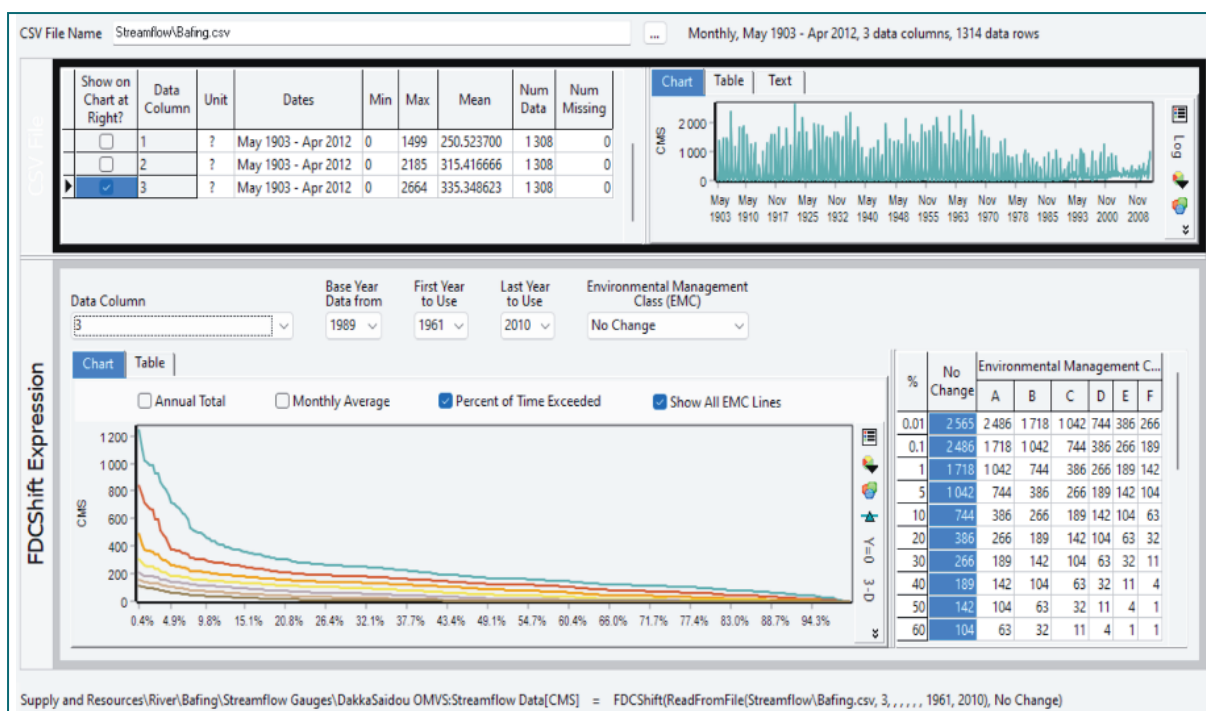 CSV File Name Streamflow\Bafing.csv ... Monthly, May 1903 - Apr 2012, 3 data columns, 1314 data rows
CSV File
Show on Chart at Right? Data Column Unit Dates Min Max Mean Num Data Num Missing
1 ? May 1903 - Apr 2012 0 1499 250.523700 1308 0
2 ? May 1903 - Apr 2012 0 2185 315.416666 1308 0
3 ? May 1903 - Apr 2012 0 2664 335.348623 1308 0
Chart Table Text
CMS
2 000
1 000
0
May Nov May Nov May Nov May Nov May Nov May Nov May Nov May Nov Nov
1903 1910 1917 1925 1932 1940 1948 1955 1963 1970 1978 1985 1993 2000 2008
Log
FDCShift Expression
Data Column Base Year Data from First Year to Use Last Year to Use Environmental Management Class (EMC)
3 1989 1961 2010 No Change
Chart Table
Annual Total Monthly Average Percent of Time Exceeded Show All EMC Lines
CMS
1 200
1 000
800
600
400
200
0
0.4% 4.9% 9.8% 15.1% 20.8% 26.4% 32.1% 37.7% 43.4% 49.1% 54.7% 60.4% 66.0% 71.7% 77.4% 83.0% 88.7% 94.3%
Y=0 3-D
% No Change Environmental Management C...
A B C D E F
0.01 2 565 2 486 1 718 1 042 744 386 266
0.1 2 486 1 718 1 042 744 386 266 189
1 1 718 1 042 744 386 266 189 142
5 1 042 744 386 266 189 142 104
10 744 386 266 189 142 104 63
20 386 266 189 142 104 63 32
30 266 189 142 104 63 32 11
40 189 142 104 63 32 11 4
50 142 104 63 32 11 4 1
60 104 63 32 11 4 1 1
Supply and Resources\River\Bafing\Streamflow Gauges\DakkaSaidou OMVS:Streamflow Data[CMS] = FDCShift(ReadFromFile(Streamflow\Bafing.csv, 3, , , , , , 1961, 2010), No Change)